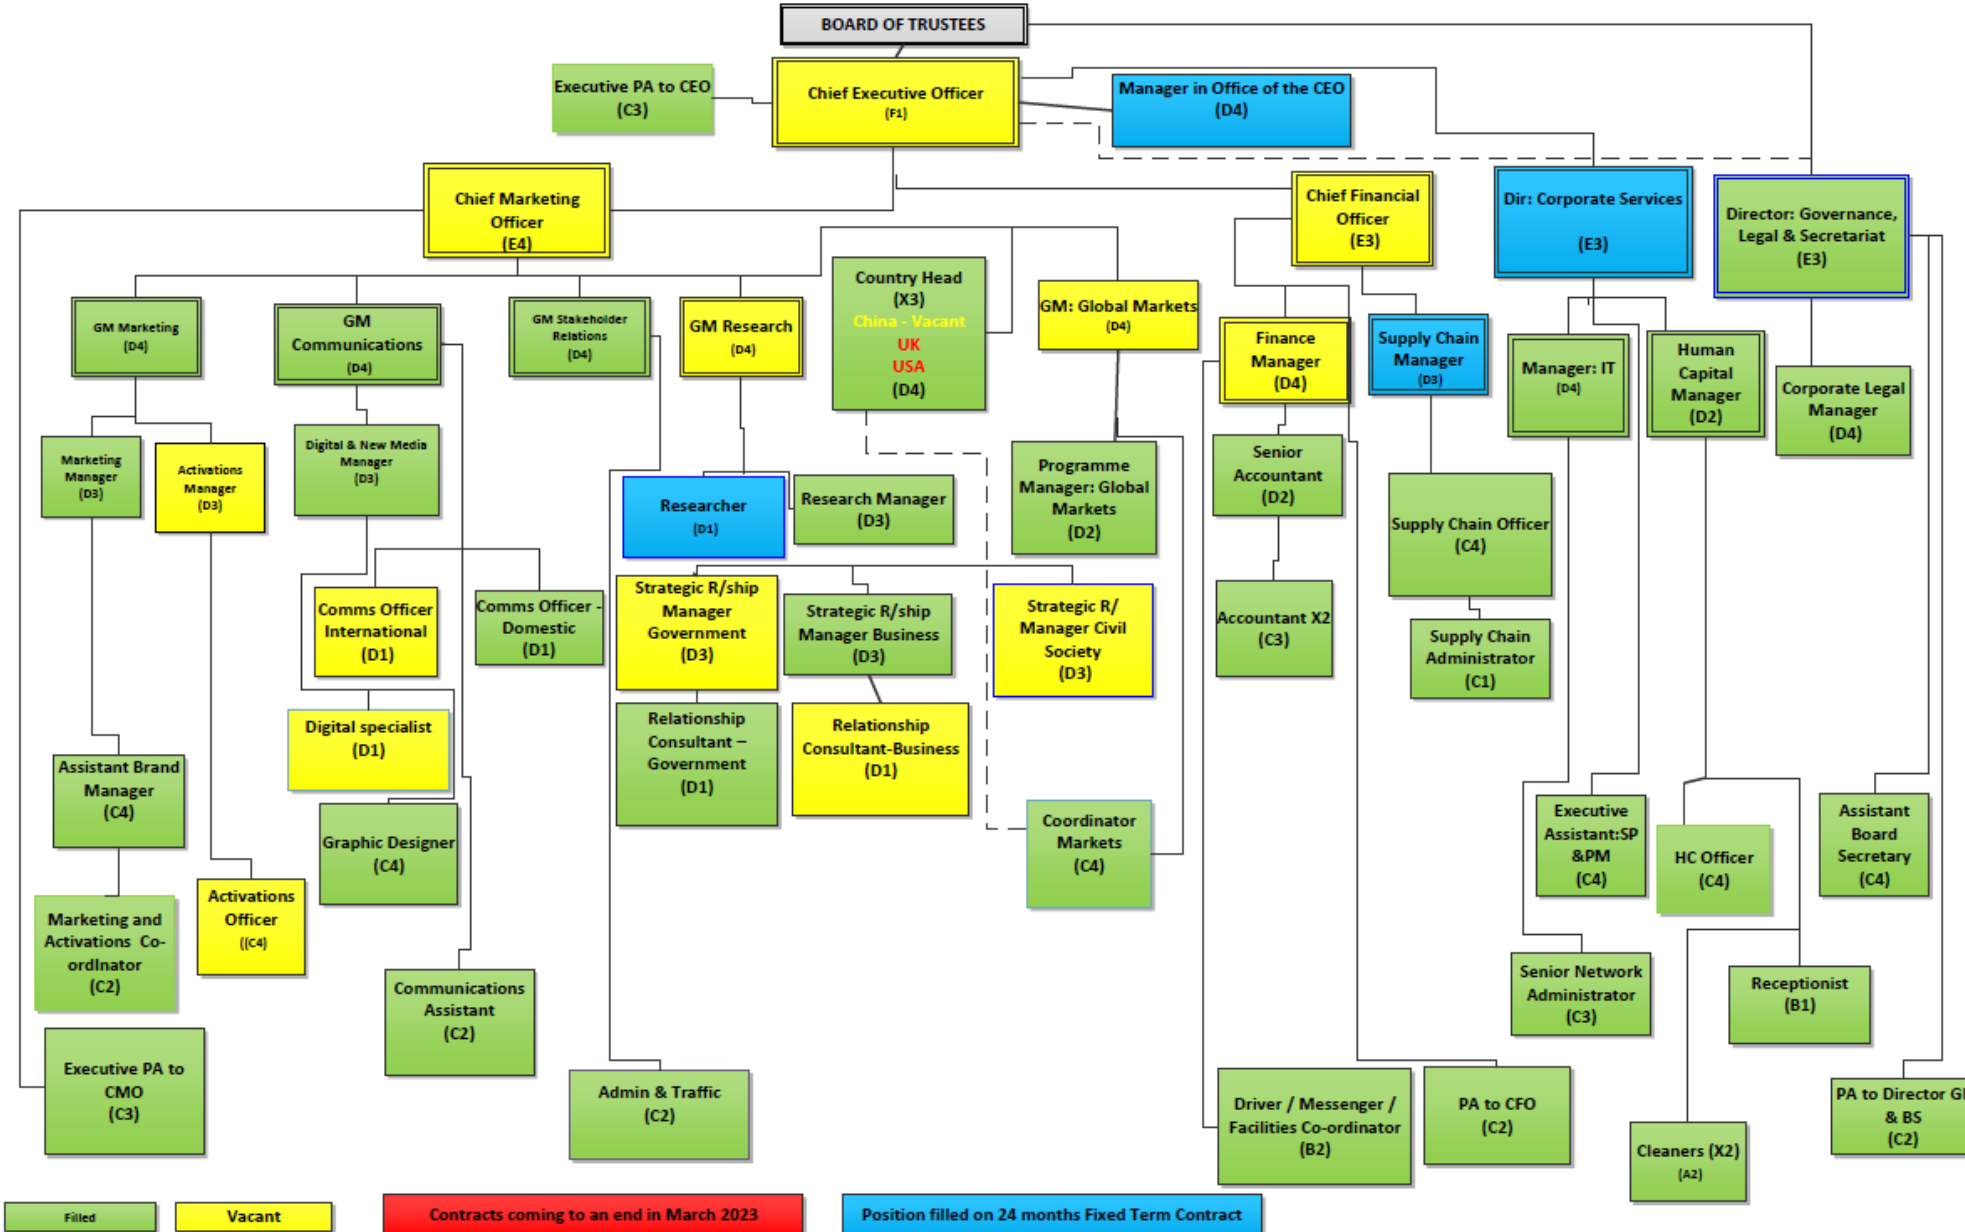 BOARD OF TRUSTEES
Executive PA to CEO
(C3)
Chief Executive Officer
(F1)
Manager in Office of the CEO
(D4)
Chief Marketing
Officer
(E4)
Chief Financial
Officer
(E3)
Dir: Corporate Services
(E3)
Director: Governance,
Legal & Secretariat
(E3)
GM Marketing
(D4)
GM
Communications
(D4)
GM Stakeholder
Relations
(D4)
GM Research
(D4)
Country Head
(X3)
China - Vacant
UK
USA
(D4)
GM: Global Markets
(D4)
Finance
Manager
(D4)
Supply Chain
Manager
(D3)
Manager: IT
(D4)
Human
Capital
Manager
(D2)
Corporate Legal
Manager
(D4)
Marketing
Manager
(D3)
Activations
Manager
(D3)
Digital & New Media
Manager
(D3)
Researcher
(D1)
Research Manager
(D3)
Programme
Manager: Global
Markets
(D2)
Senior
Accountant
(D2)
Supply Chain Officer
(C4)
Comms Officer
International
(D1)
Comms Officer -
Domestic
(D1)
Strategic R/ship
Manager
Government
(D3)
Strategic R/ship
Manager Business
(D3)
Strategic R/
Manager Civil
Society
(D3)
Accountant X2
(C3)
Supply Chain
Administrator
(C1)
Digital specialist
(D1)
Relationship
Consultant –
Government
(D1)
Relationship
Consultant-Business
(D1)
Assistant Brand
Manager
(C4)
Graphic Designer
(C4)
Coordinator
Markets
(C4)
Executive
Assistant:SP
&PM
(C4)
HC Officer
(C4)
Assistant
Board
Secretary
(C4)
Marketing and
Activations Co-
ordInator
(C2)
Activations
Officer
((C4)
Communications
Assistant
(C2)
Senior Network
Administrator
(C3)
Receptionist
(B1)
Executive PA to
CMO
(C3)
Admin & Traffic
(C2)
Driver / Messenger /
Facilities Co-ordinator
(B2)
PA to CFO
(C2)
Cleaners (X2)
(A2)
PA to Director
& BS
(C2)
Filled
Vacant
Contracts coming to an end in March 2023
Position filled on 24 months Fixed Term Contract